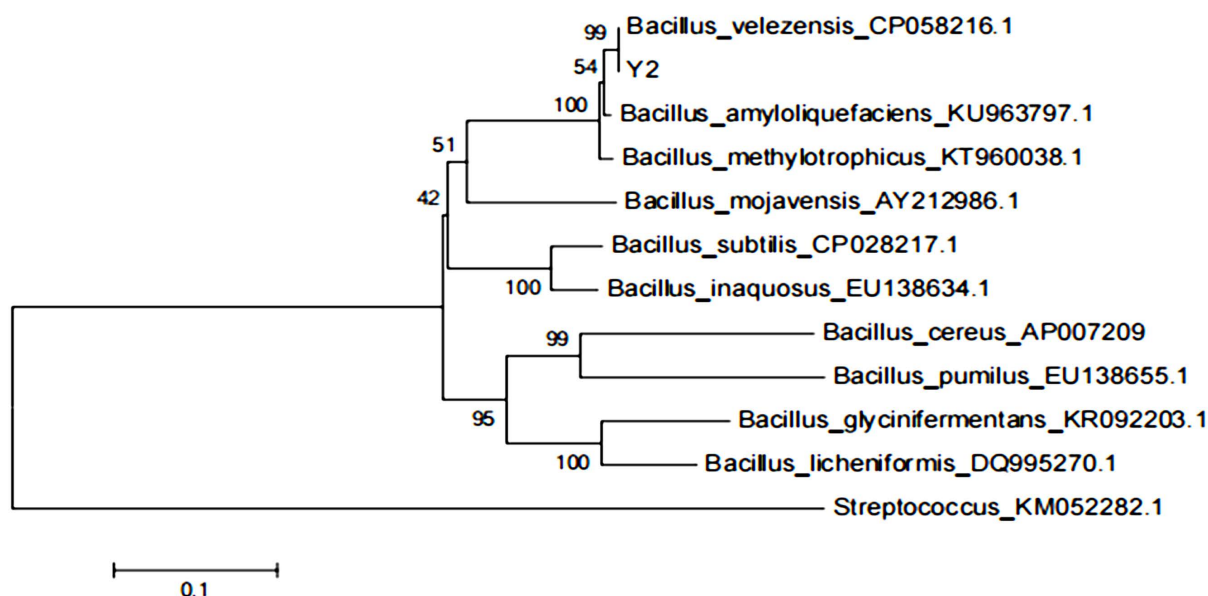 99
Bacillus_velezensis_CP058216.1
54
Y2
100
Bacillus_amyloliquefaciens_KU963797.1
51
Bacillus_methylotrophicus_KT960038.1
42
Bacillus_mojavensis_AY212986.1
Bacillus_subtilis_CP028217.1
100
Bacillus_inaquosus_EU138634.1
99
Bacillus_cereus_AP007209
Bacillus_pumilus_EU138655.1
95
Bacillus_glycinifermentans_KR092203.1
100
Bacillus_licheniformis_DQ995270.1
Streptococcus_KM052282.1
0.1